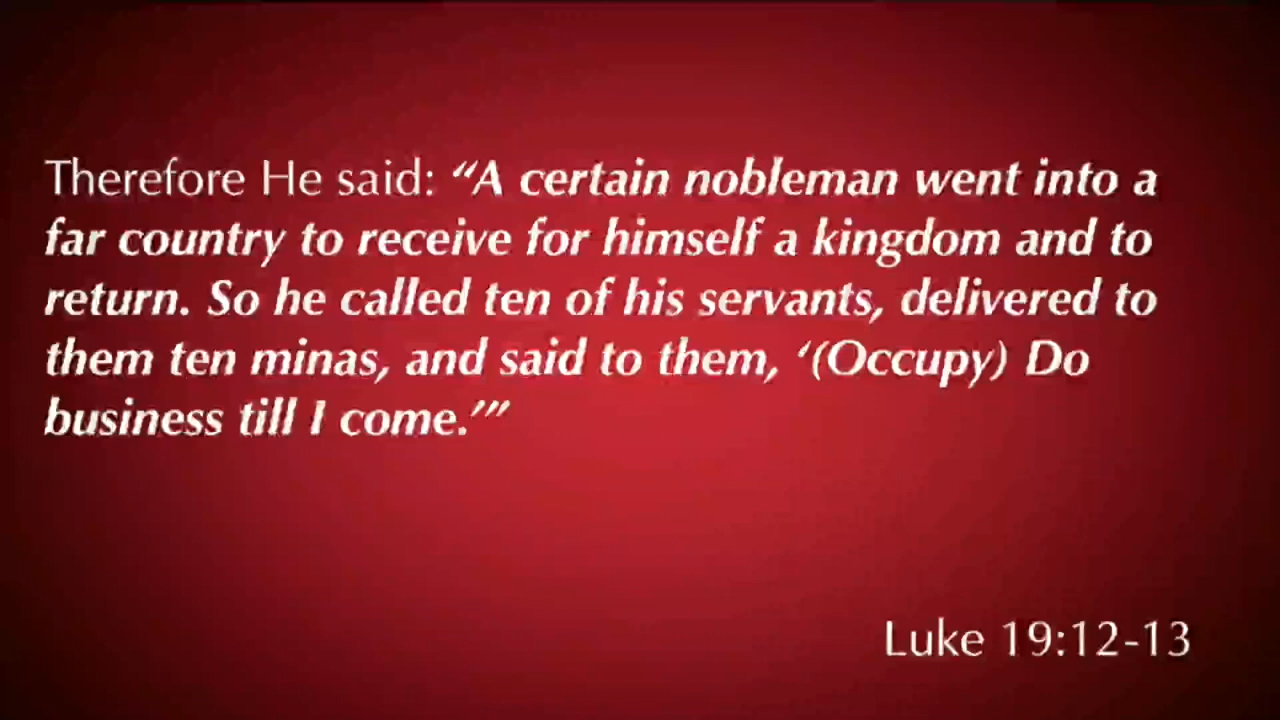 Therefore He said: “A certain nobleman went into a
far country to receive for himself a kingdom and to
return. So he called ten of his servants, delivered to
them ten minas, and said to them, ‘(Occupy) Do
business till I come.’”
Luke 19:12-13